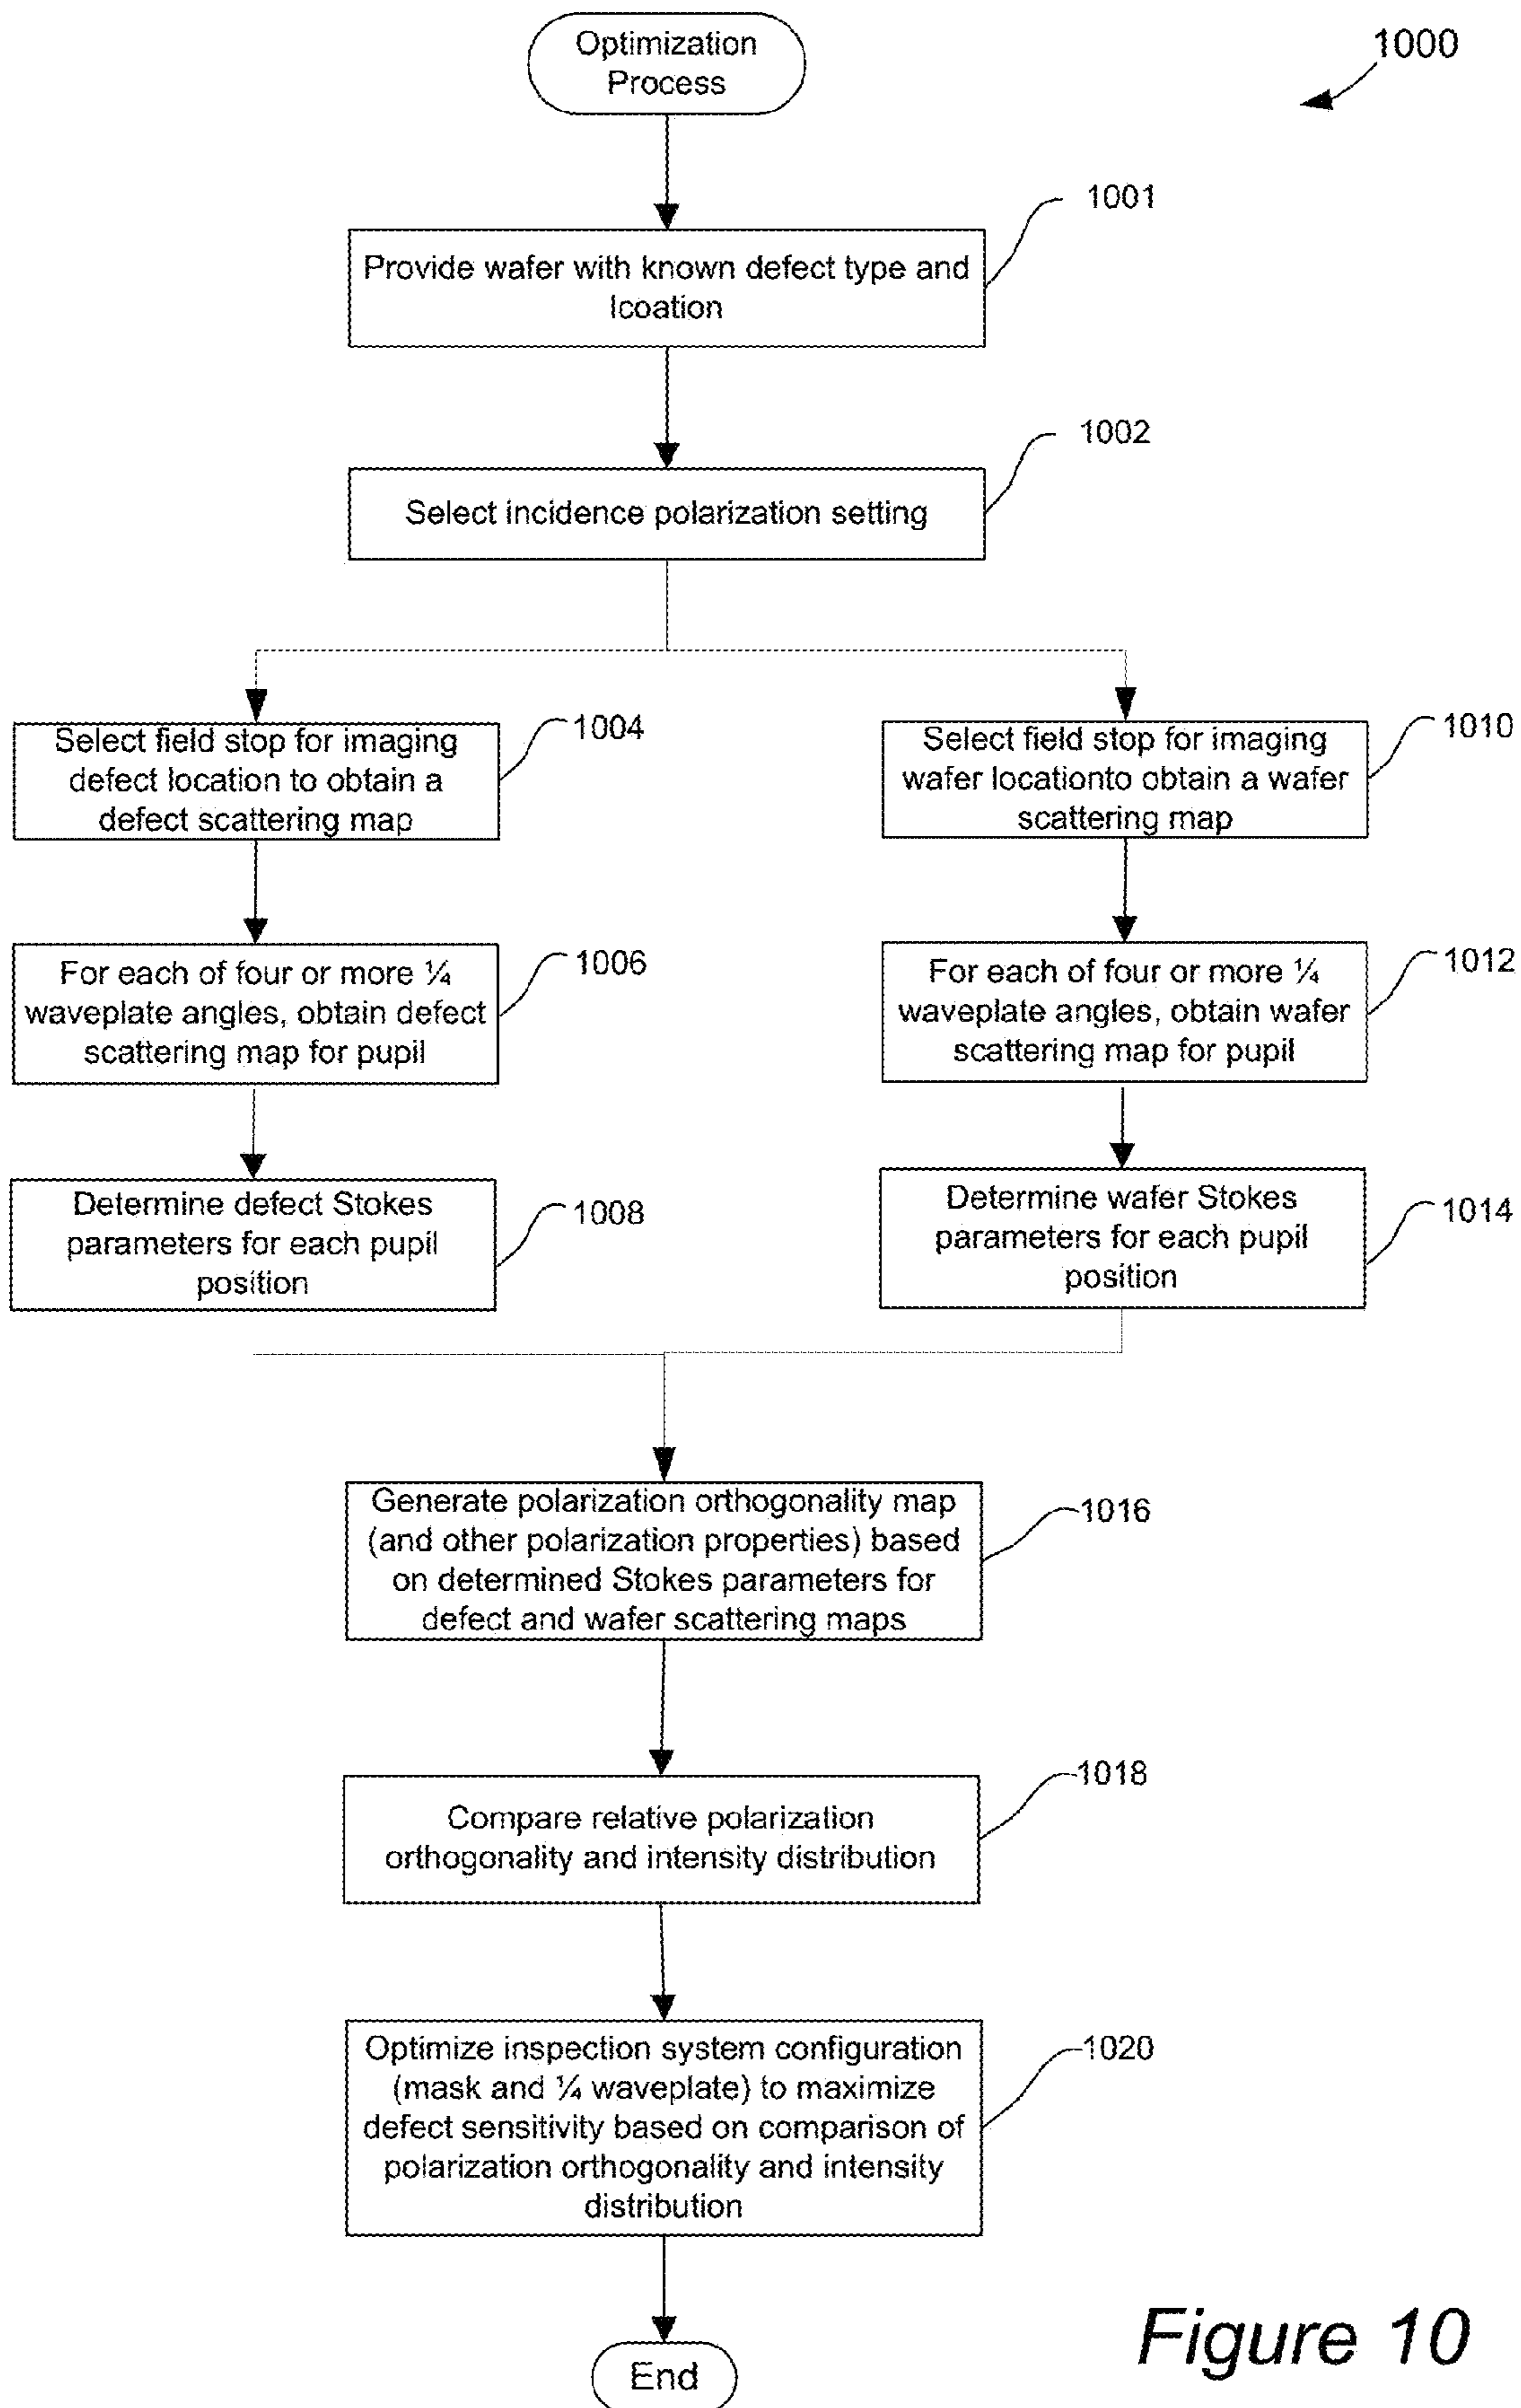 Optimization
Process
1000
1001
Provide wafer with known defect type and
lcoation
1002
Select incidence polarization setting
1004
Select field stop for imaging
defect location to obtain a
defect scattering map
1010
Select field stop for imaging
wafer locationto obtain a wafer
scattering map
1006
For each of four or more ¼
waveplate angles, obtain defect
scattering map for pupil
1012
For each of four or more ¼
waveplate angles, obtain wafer
scattering map for pupil
1008
Determine defect Stokes
parameters for each pupil
position
1014
Determine wafer Stokes
parameters for each pupil
position
Generate polarization orthogonality map
(and other polarization properties) based
on determined Stokes parameters for
defect and wafer scattering maps
1016
1018
Compare relative polarization
orthogonality and intensity distribution
Optimize inspection system configuration
(mask and ¼ waveplate) to maximize
defect sensitivity based on comparison of
polarization orthogonality and intensity
distribution
1020
End
Figure 10